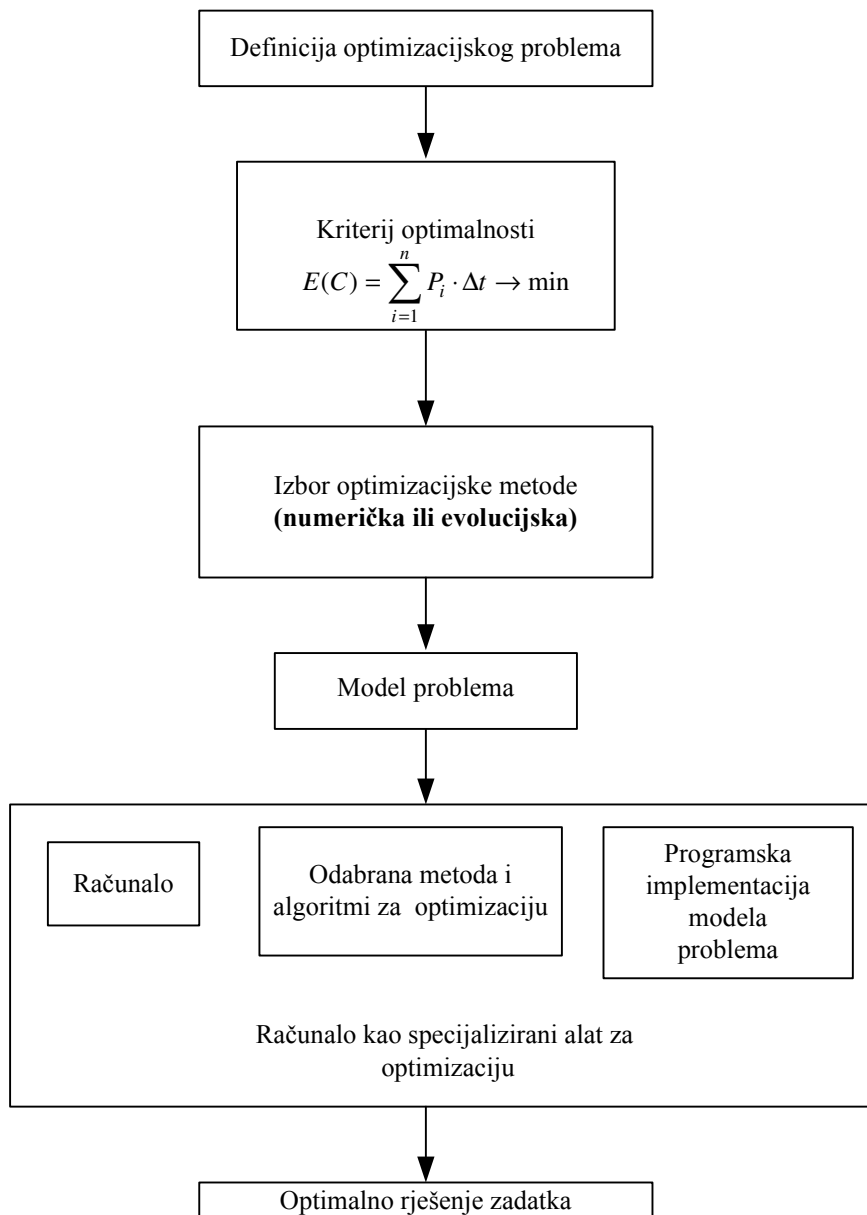 Definicija optimizacijskog problema
Kriterij optimalnosti
E(C) = \sum_{i=1}^{n} P_i · Δt → min
Izbor optimizacijske metode
(numerička ili evolucijska)
Model problema
Računalo
Odabrana metoda i
algoritmi za optimizaciju
Programska
implementacija
modela
problema
Računalo kao specijalizirani alat za
optimizaciju
Optimalno rješenje zadatka